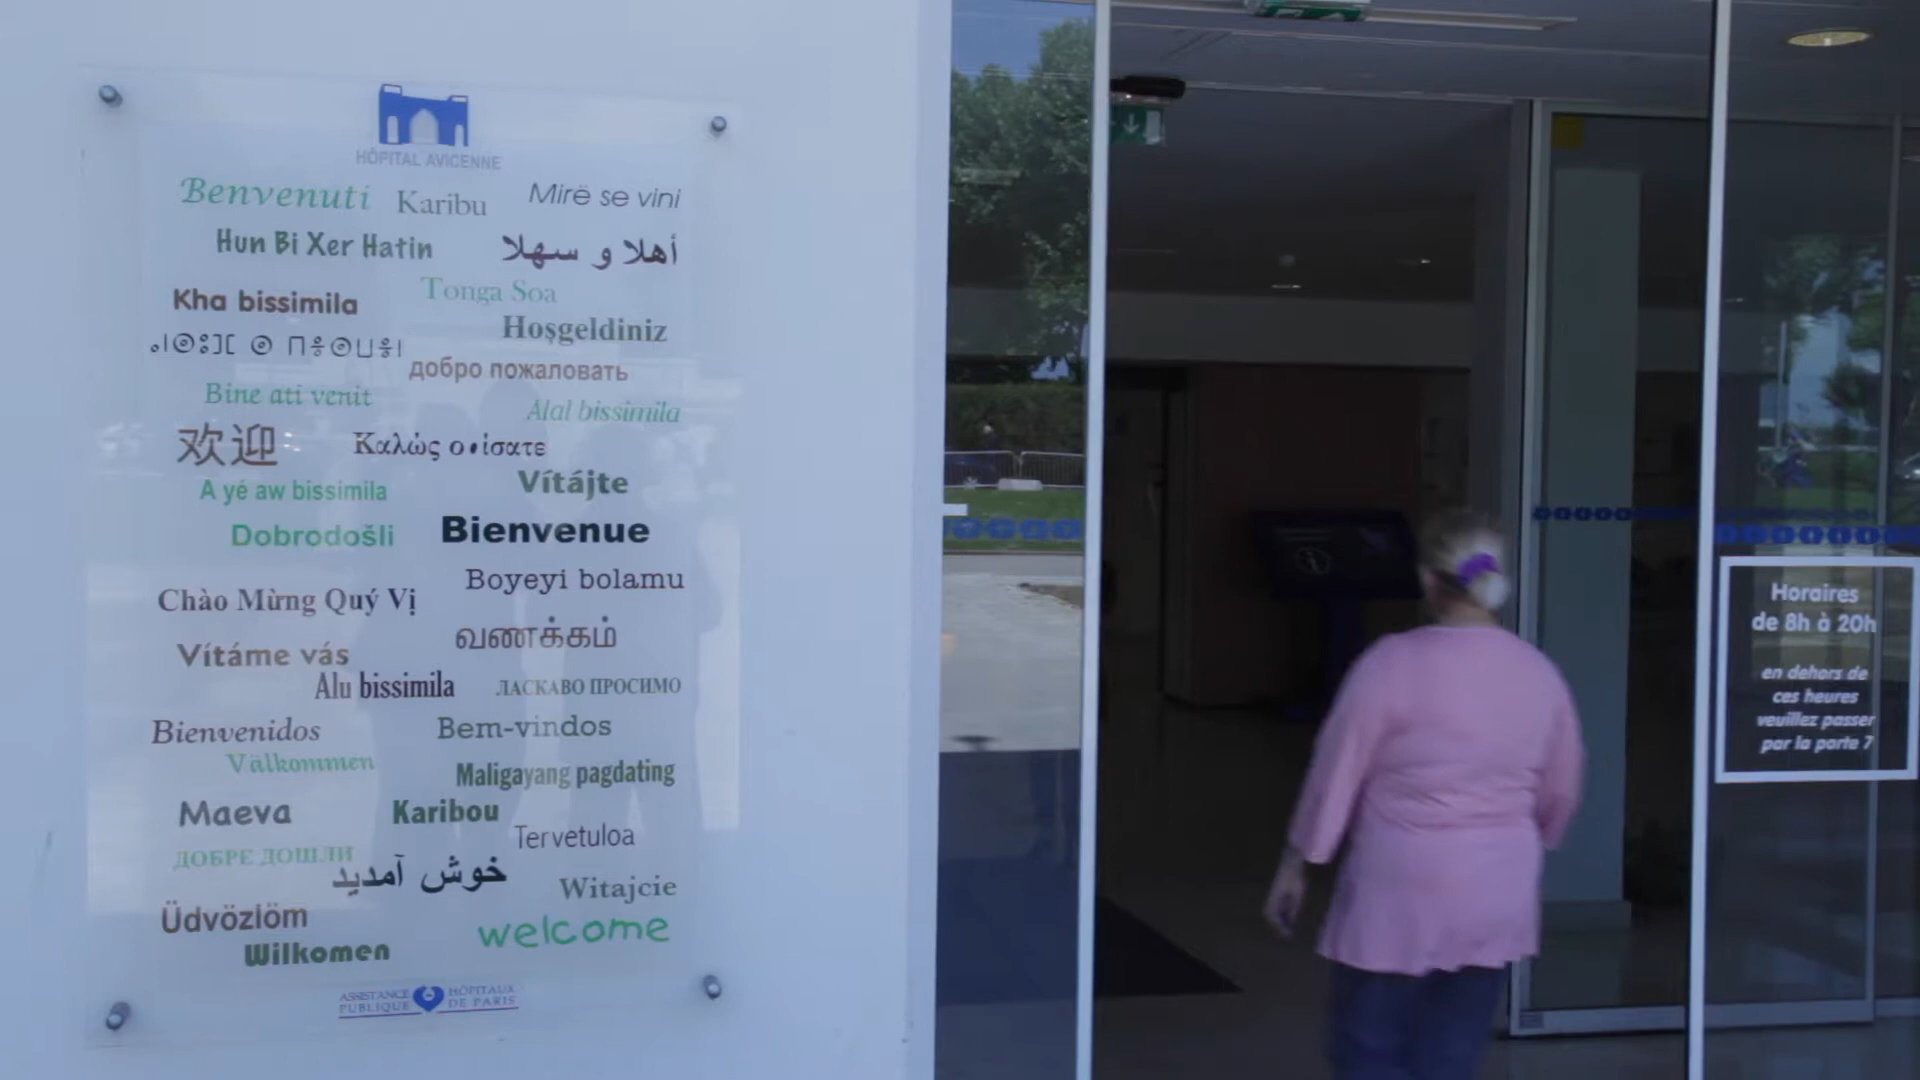 HÔPITAL AVICENNE
Benvenuti
Karibu
Mirë se vini
Hun Bi Xer Hatin
أهلا و سهلا
Tonga Soa
Kha bissimila
Hoşgeldiniz
ⴰⵏⵙⵓⴼ ⵙ
добро пожаловать
Bine ati venit
Alal bissimila
欢迎
Καλώς
A yé aw bissimila
Vítájte
Dobrodošli
Bienvenue
Boyeyi bolamu
Chào Mừng Quý Vị
வணக்கம்
Vítáme vás
Alu bissimila
ЛАСКАВО ПРОСИМО
Bienvenidos
Bem-vindos
Välkommen
Maligayang pagdating
Maeva
Karibou
Tervetuloa
ДОБРЕ ДОШЛИ
خوش آمدید
Witajcie
Üdvözlöm
welcome
Wilkomen
ASSISTANCE HÔPITAUX
PUBLIQUE DE PARIS
Horaires
de 8h à 20h
en dehors de
ces heures
veuillez passer
par la porte 7